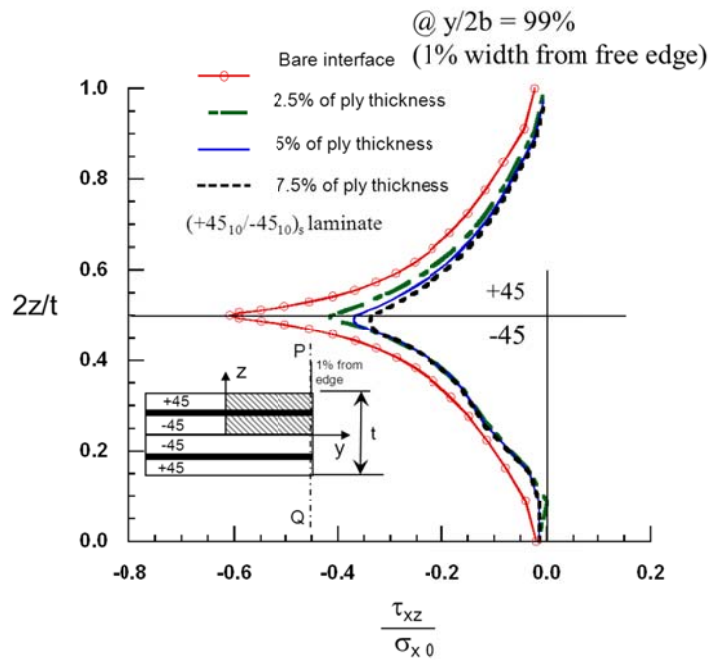 @ y/2b = 99%
(1% width from free edge)
Bare interface
2.5% of ply thickness
5% of ply thickness
7.5% of ply thickness
(+45₁₀/-45₁₀)ₛ laminate
1.0
0.8
0.6
0.4
0.2
0.0
2z/t
+45
-45
P
1% from
edge
z
+45
-45
-45
+45
y
t
Q
-0.8 -0.6 -0.4 -0.2 0.0 0.2
τxz
σx 0